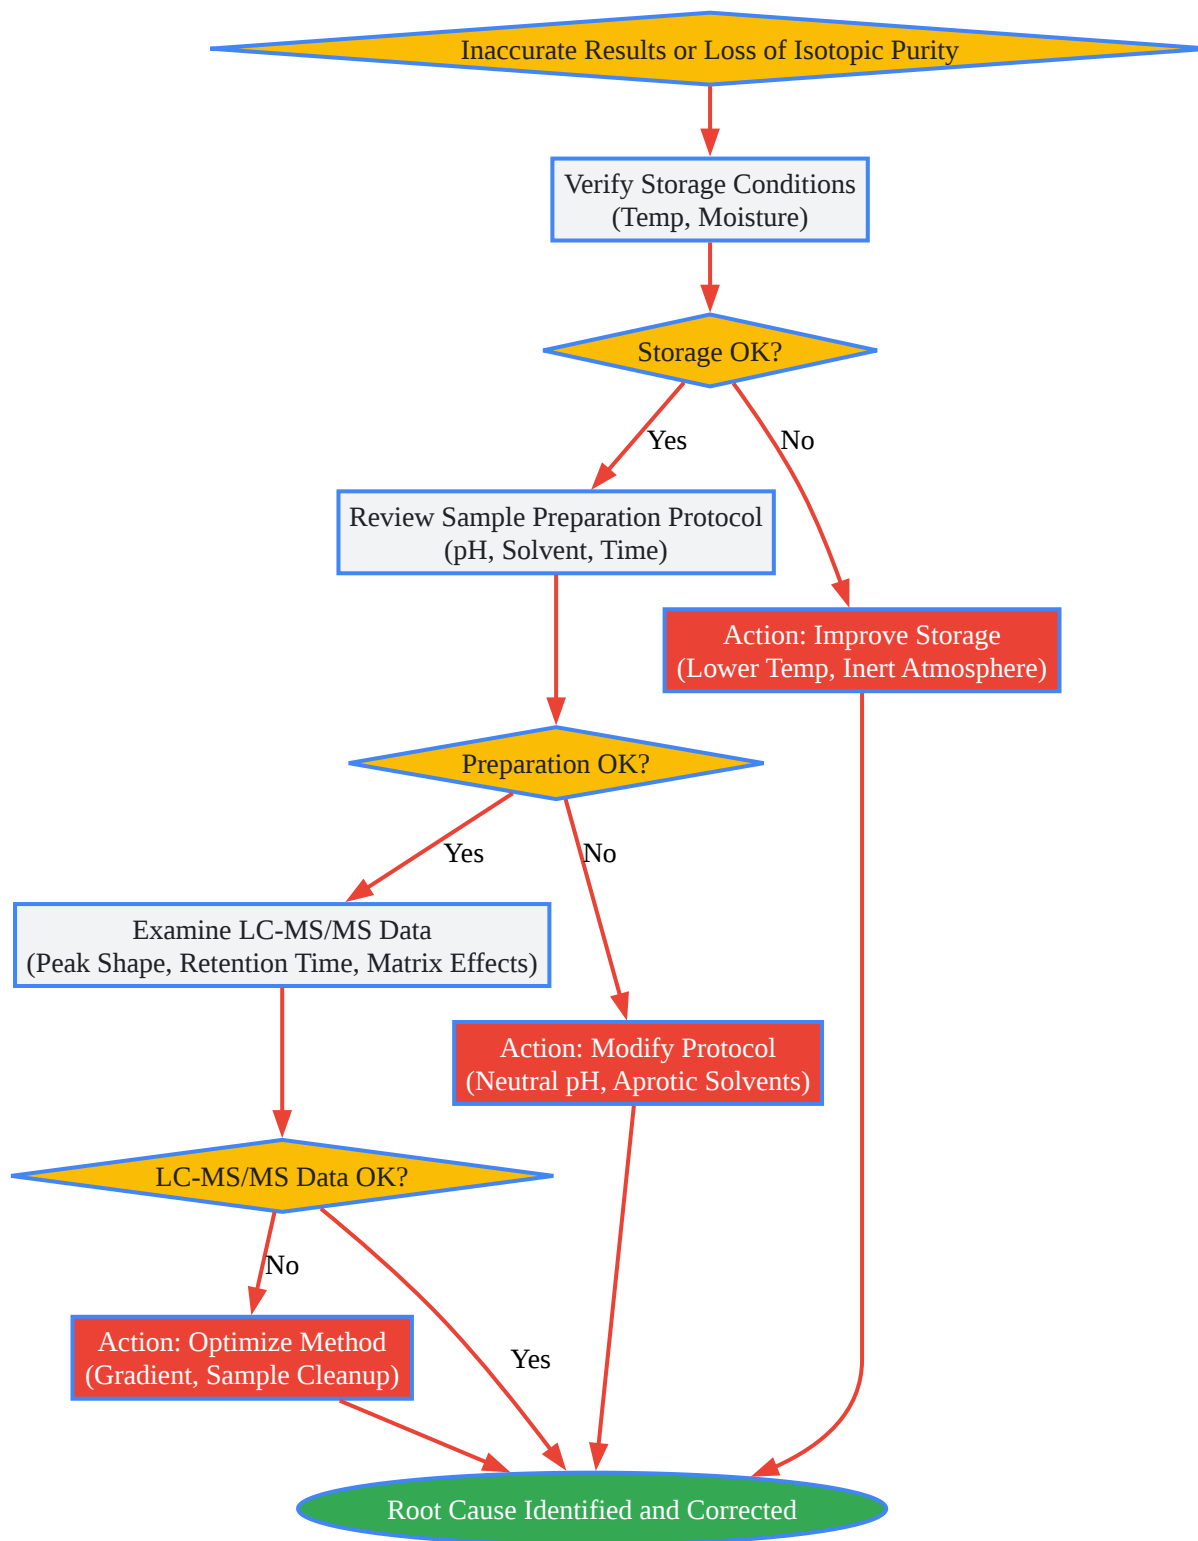 Inaccurate Results or Loss of Isotopic Purity
Verify Storage Conditions
(Temp, Moisture)
Storage OK?
Yes
No
Review Sample Preparation Protocol
(pH, Solvent, Time)
Action: Improve Storage
(Lower Temp, Inert Atmosphere)
Preparation OK?
Yes
No
Examine LC-MS/MS Data
(Peak Shape, Retention Time, Matrix Effects)
Action: Modify Protocol
(Neutral pH, Aprotic Solvents)
LC-MS/MS Data OK?
No
Action: Optimize Method
(Gradient, Sample Cleanup)
Yes
Root Cause Identified and Corrected